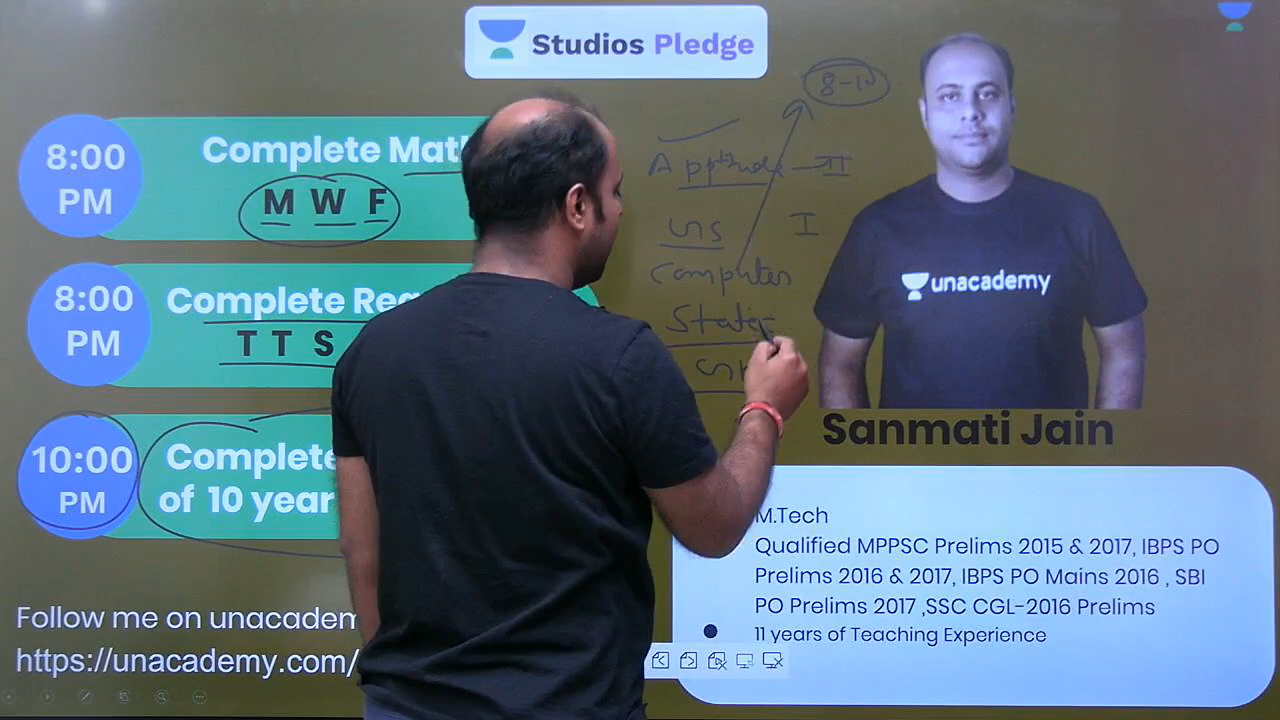 Studios Pledge
8:00
PM
Complete Mat
M W F
8:00
PM
Complete Rea
T T S
10:00
PM
Complete
of 10 year
Follow me on unacadem
https://unacademy.com/
8-10
II
GS I
Computer
unacademy
Sanmati Jain
M.Tech
Qualified MPPSC Prelims 2015 & 2017, IBPS PO
Prelims 2016 & 2017, IBPS PO Mains 2016 , SBI
PO Prelims 2017 ,SSC CGL-2016 Prelims
11 years of Teaching Experience